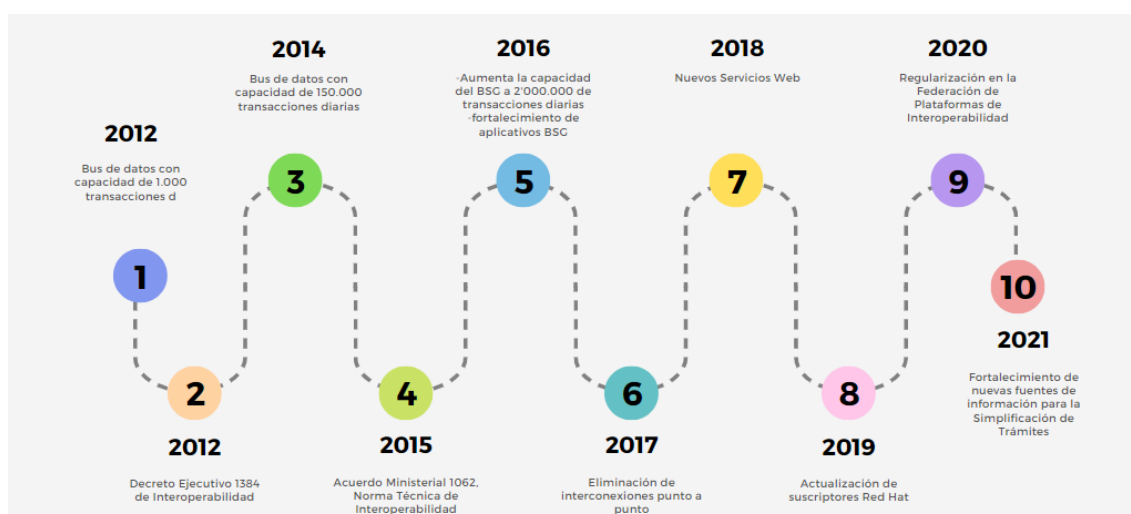 2012
Bus de datos con
capacidad de 1.000
transacciones d
1
2
2012
Decreto Ejecutivo 1384
de Interoperabilidad
2014
Bus de datos con
capacidad de 150.000
transacciones diarias
3
4
2015
Acuerdo Ministerial 1062,
Norma Técnica de
Interoperabilidad
2016
-Aumenta la capacidad
del BSG a 2'000.000 de
transacciones diarias
-fortalecimiento de
aplicativos BSG
5
6
2017
Eliminación de
interconexiones punto a
punto
2018
Nuevos Servicios Web
7
8
2019
Actualización de
suscriptores Red Hat
2020
Regularización en la
Federación de
Plataformas de
Interoperabilidad
9
10
2021
Fortalecimiento de
nuevas fuentes de
información para la
Simplificación de
Trámites